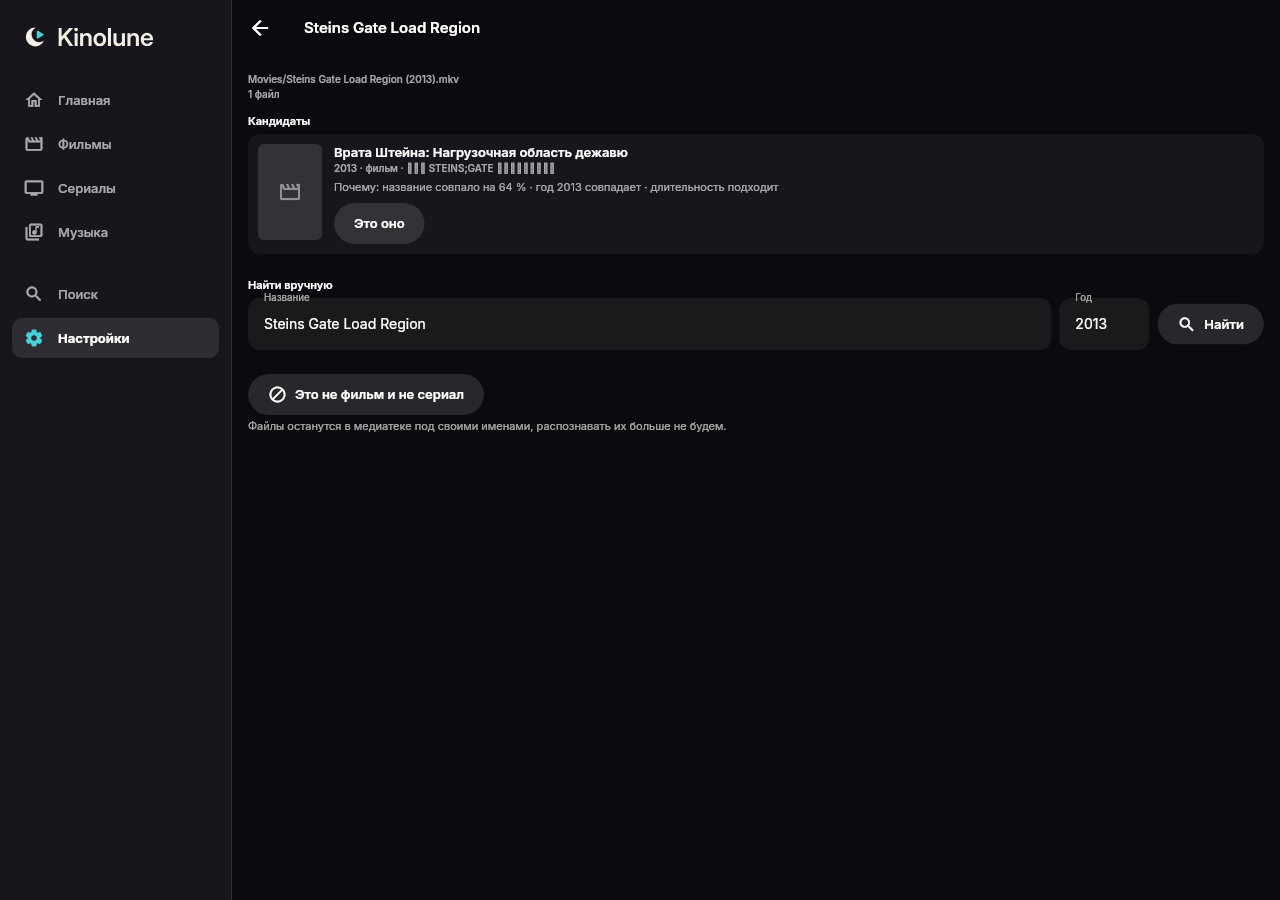 Kinolune
Главная
Фильмы
Сериалы
Музыка
Поиск
Настройки
Steins Gate Load Region
Movies/Steins Gate Load Region (2013).mkv
1 файл
Кандидаты
Врата Штейна: Нагрузочная область дежавю
2013 · фильм · STEINS;GATE
Почему: название совпало на 64 % · год 2013 совпадает · длительность подходит
Это оно
Найти вручную
Название
Steins Gate Load Region
Год
2013
Найти
Это не фильм и не сериал
Файлы останутся в медиатеке под своими именами, распознавать их больше не будем.